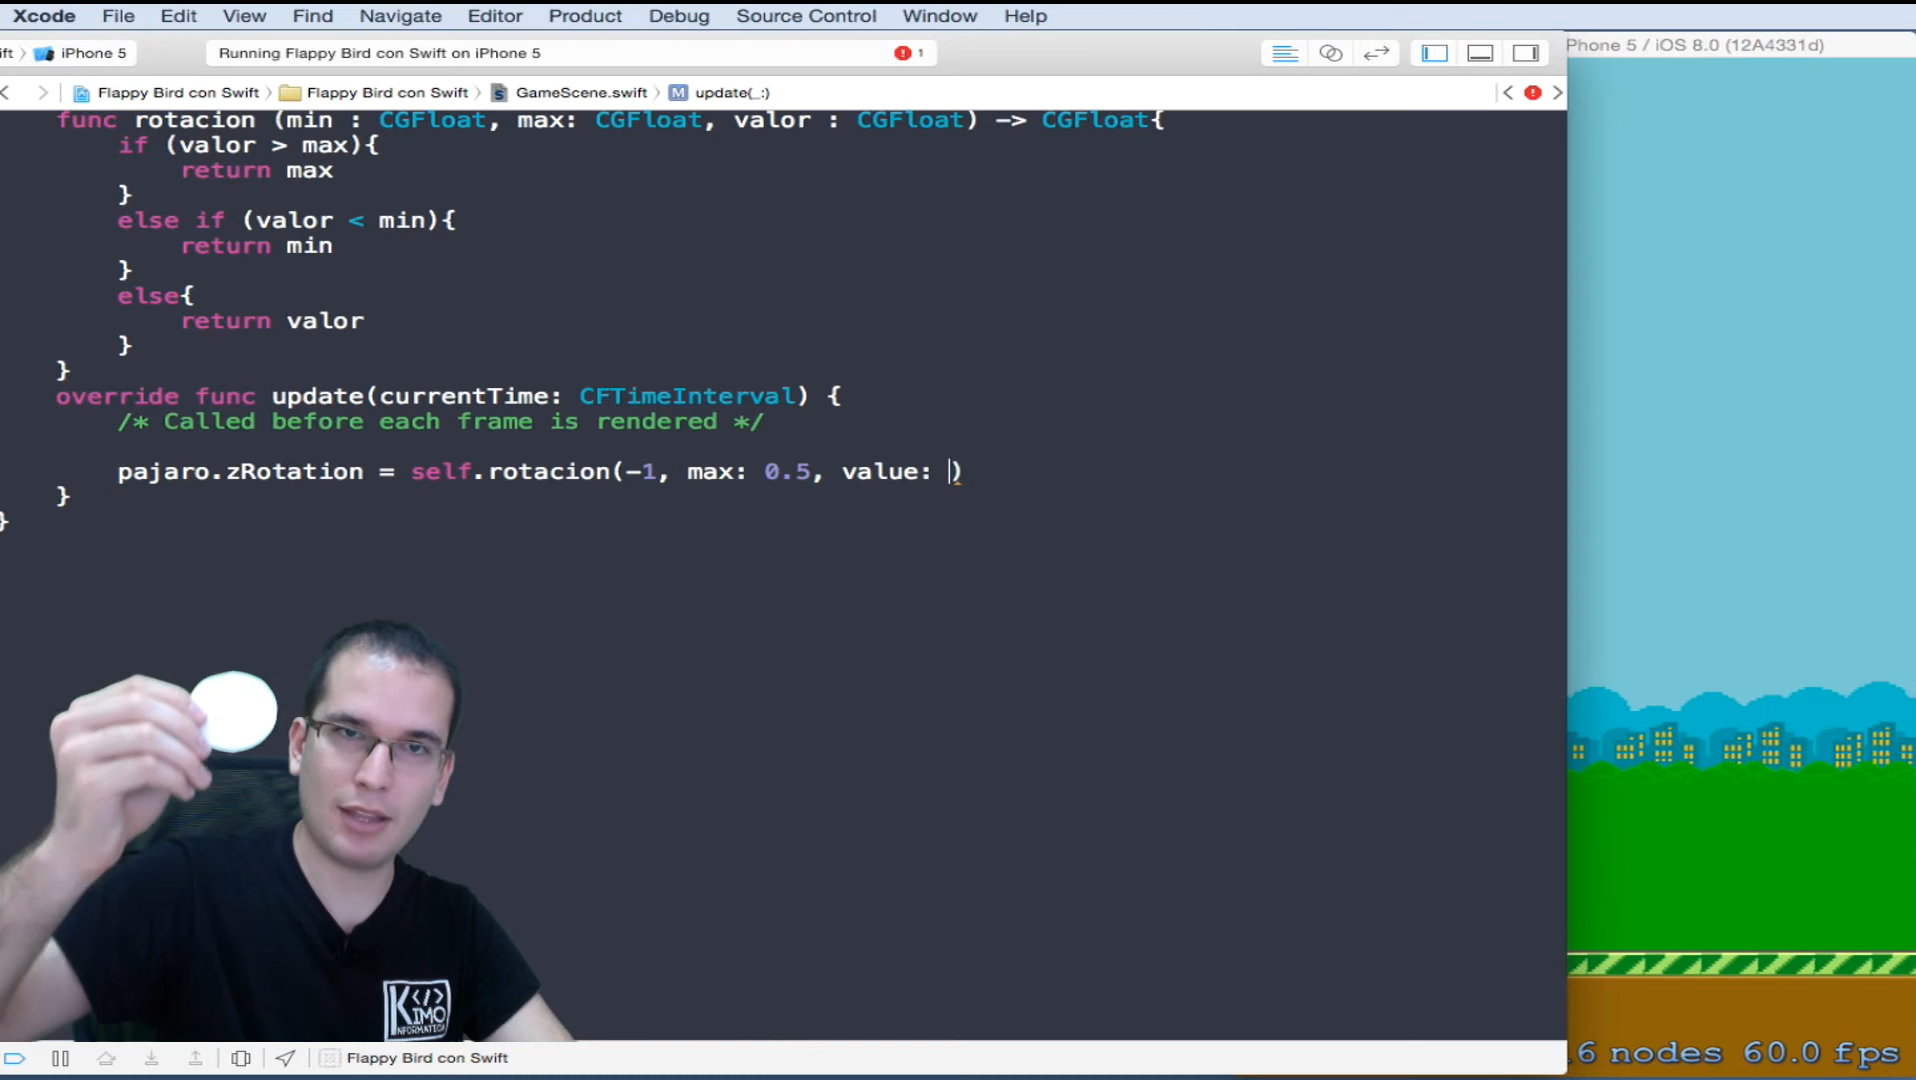 Xcode File Edit View Find Navigate Editor Product Debug Source Control Window Help
ift iPhone 5 Running Flappy Bird con Swift on iPhone 5 1
Phone 5 / iOS 8.0 (12A4331d)
Flappy Bird con Swift Flappy Bird con Swift GameScene.swift M update(_:)
func rotacion (min : CGFloat, max: CGFloat, valor : CGFloat) -> CGFloat{
if (valor > max){
return max
}
else if (valor < min){
return min
}
else{
return valor
}
}
override func update(currentTime: CFTimeInterval) {
/* Called before each frame is rendered */
pajaro.zRotation = self.rotacion(-1, max: 0.5, value: )
}
}
K</>
IMO
NFORMATICA
Flappy Bird con Swift
6 nodes 60.0 fps